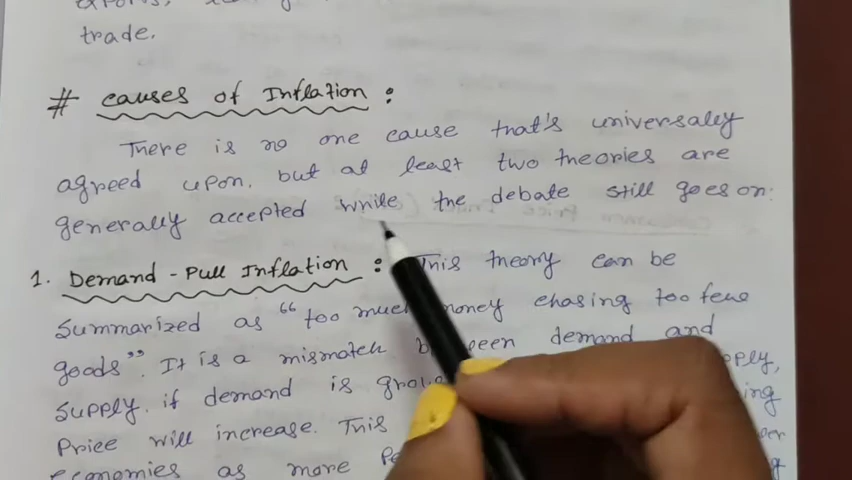 trade.
# Causes of Inflation :
There is no one cause that's universally
agreed upon. but at least two theories are
generally accepted while the debate still goes on:
1. Demand - Pull Inflation : This theory can be
Summarized as "too much money chasing too few
goods". It is a mismatch between demand and
Supply. if demand is
Price will increase. This
economies as more